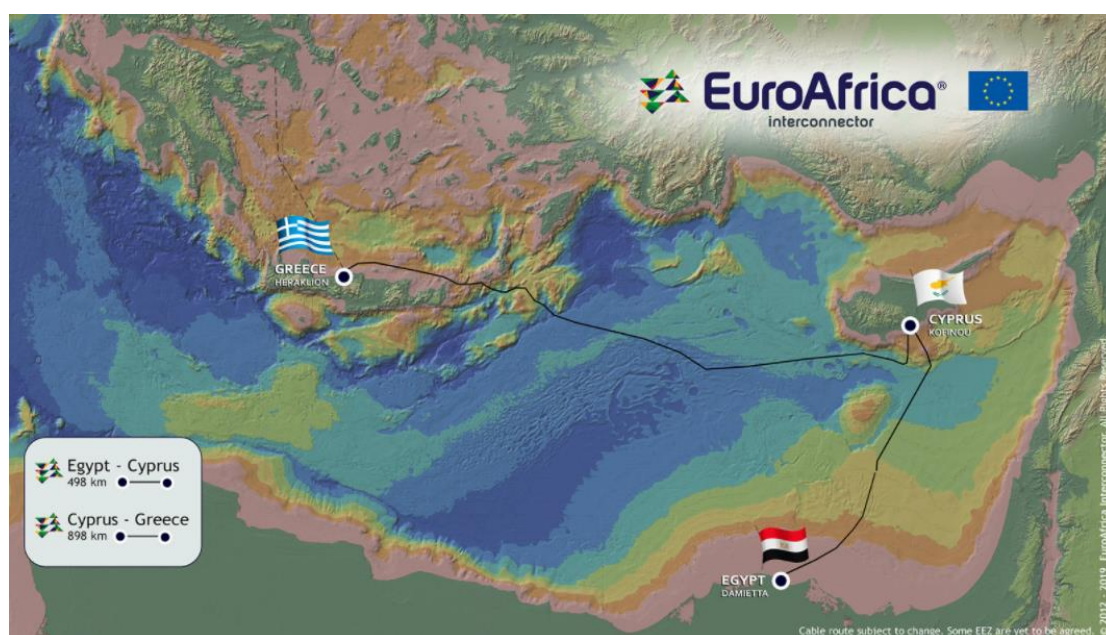 EuroAfrica®
interconnector
GREECE
HERAKLION
CYPRUS
KOFINOU
Egypt - Cyprus
498 km
Cyprus - Greece
898 km
EGYPT
DAMIETTA
Cable route subject to change. Some EEZ are yet to be agreed.
© 2012 - 2019 EuroAfrica Interconnector. All Rights Reserved.